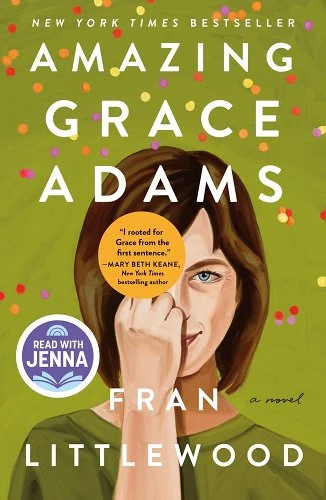 NEW YORK TIMES BESTSELLER
AMAZING
GRACE
ADAMS
"I rooted for
Grace from the
first sentence."
—MARY BETH KEANE,
New York Times
bestselling author
READ WITH
JENNA
FRAN
a novel
LITTLEWOOD